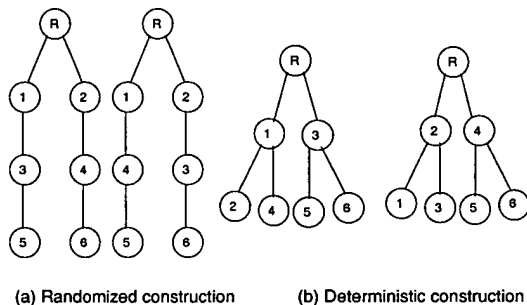 R R
R R
1 2 1 2
1 3 2 4
3 4 4 3
2 4 5 6 1 3 5 6
5 6 5 6
(a) Randomized construction (b) Deterministic construction